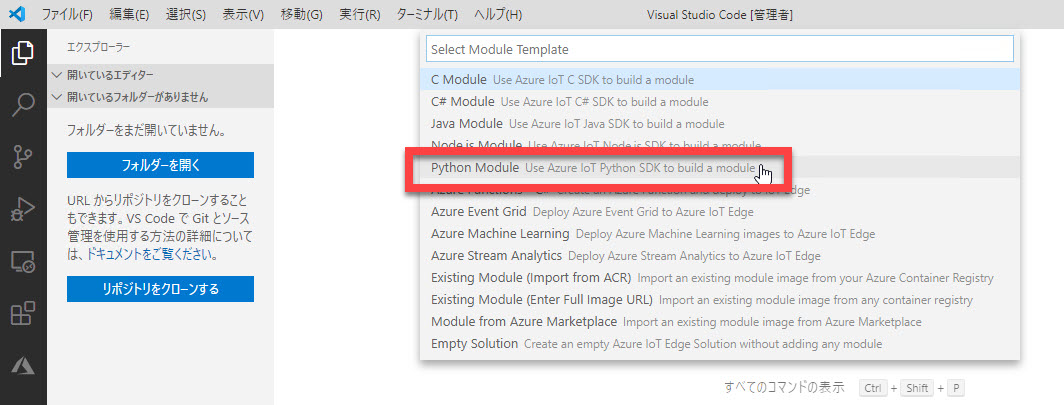 ファイル(F) 編集(E) 選択(S) 表示(V) 移動(G) 実行(R) ターミナル(T) ヘルプ(H) Visual Studio Code [管理者]
エクスプローラー
開いているエディター
開いているフォルダーがありません
フォルダーをまだ開いていません。
フォルダーを開く
URL からリポジトリをクローンすること
もできます。VS Code で Git とソース
管理を使用する方法の詳細について
は、ドキュメントをご覧ください。
リポジトリをクローンする
Select Module Template
C Module Use Azure IoT C SDK to build a module
C# Module Use Azure IoT C# SDK to build a module
Java Module Use Azure IoT Java SDK to build a module
Node.js Module Use Azure IoT Node.js SDK to build a module
Python Module Use Azure IoT Python SDK to build a module
Azure Functions - C# Create an Azure Function and deploy to IoT Edge
Azure Event Grid Deploy Azure Event Grid to Azure IoT Edge
Azure Machine Learning Deploy Azure Machine Learning images to Azure IoT Edge
Azure Stream Analytics Deploy Azure Stream Analytics to Azure IoT Edge
Existing Module (Import from ACR) Import an existing module image from your Azure Container Registry
Existing Module (Enter Full Image URL) Import an existing module image from any container registry
Module from Azure Marketplace Import an existing module image from Azure Marketplace
Empty Solution Create an empty Azure IoT Edge Solution without adding any module
すべてのコマンドの表示 Ctrl + Shift + P